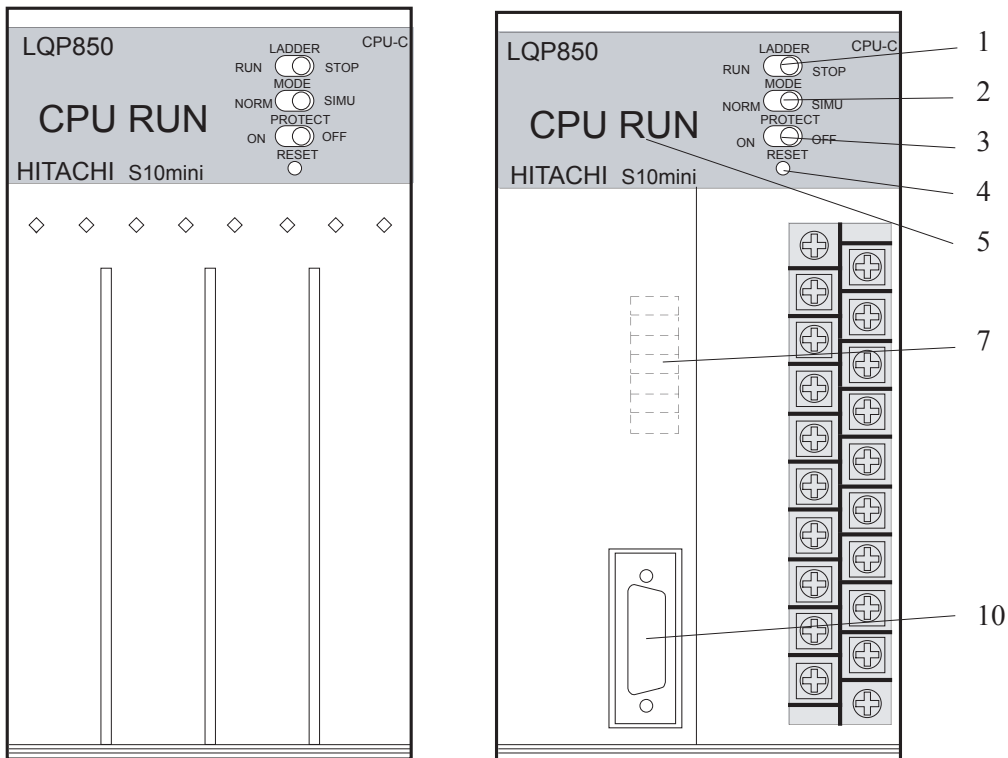 LQP850
CPU-C
LADDER
RUN
STOP
MODE
NORM
SIMU
CPU RUN
PROTECT
ON
OFF
RESET
HITACHI S10mini
LQP850
CPU-C
LADDER
RUN
STOP
MODE
NORM
SIMU
CPU RUN
PROTECT
ON
OFF
RESET
HITACHI S10mini
1
2
3
4
5
7
10